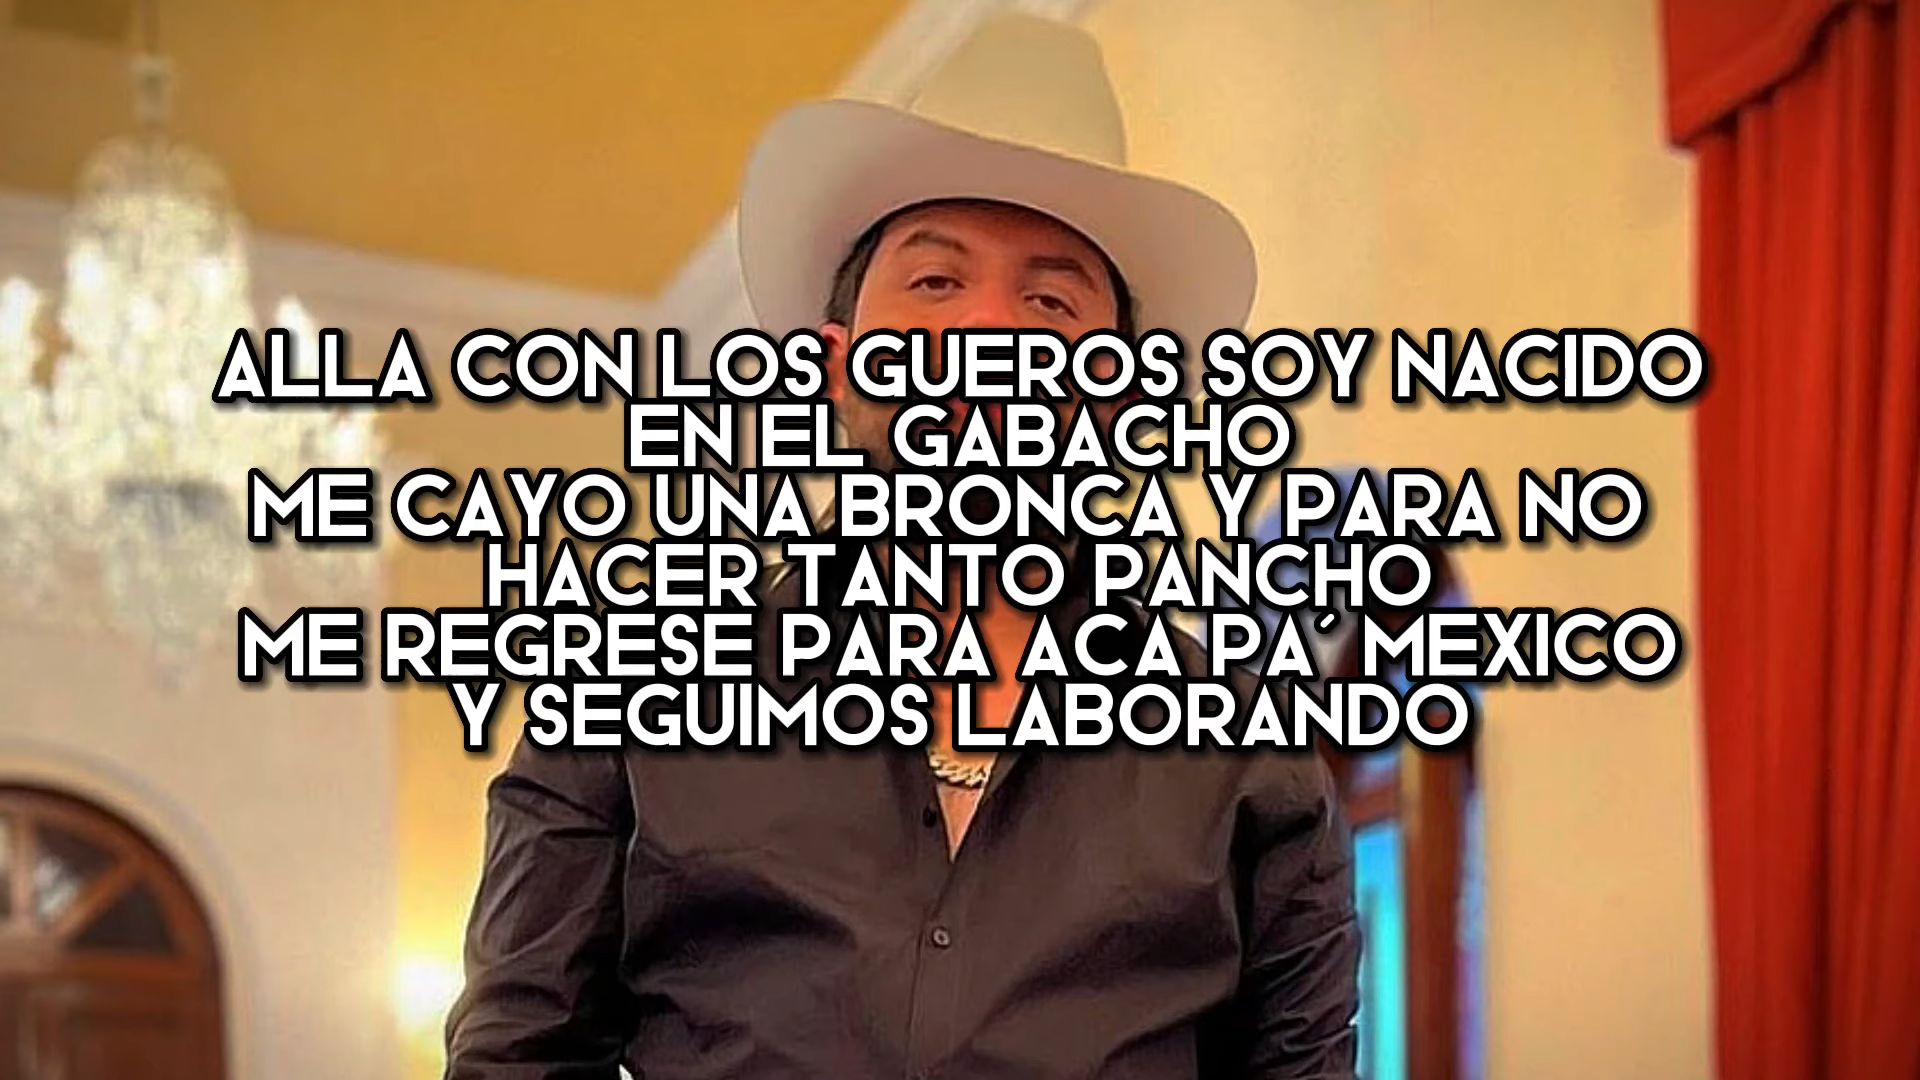 ALLA CON LOS GUEROS SOY NACIDO
EN EL GABACHO
ME CAYO UNA BRONCA Y PARA NO
HACER TANTO PANCHO
ME REGRESE PARA ACA PA´ MEXICO
Y SEGUIMOS LABORANDO